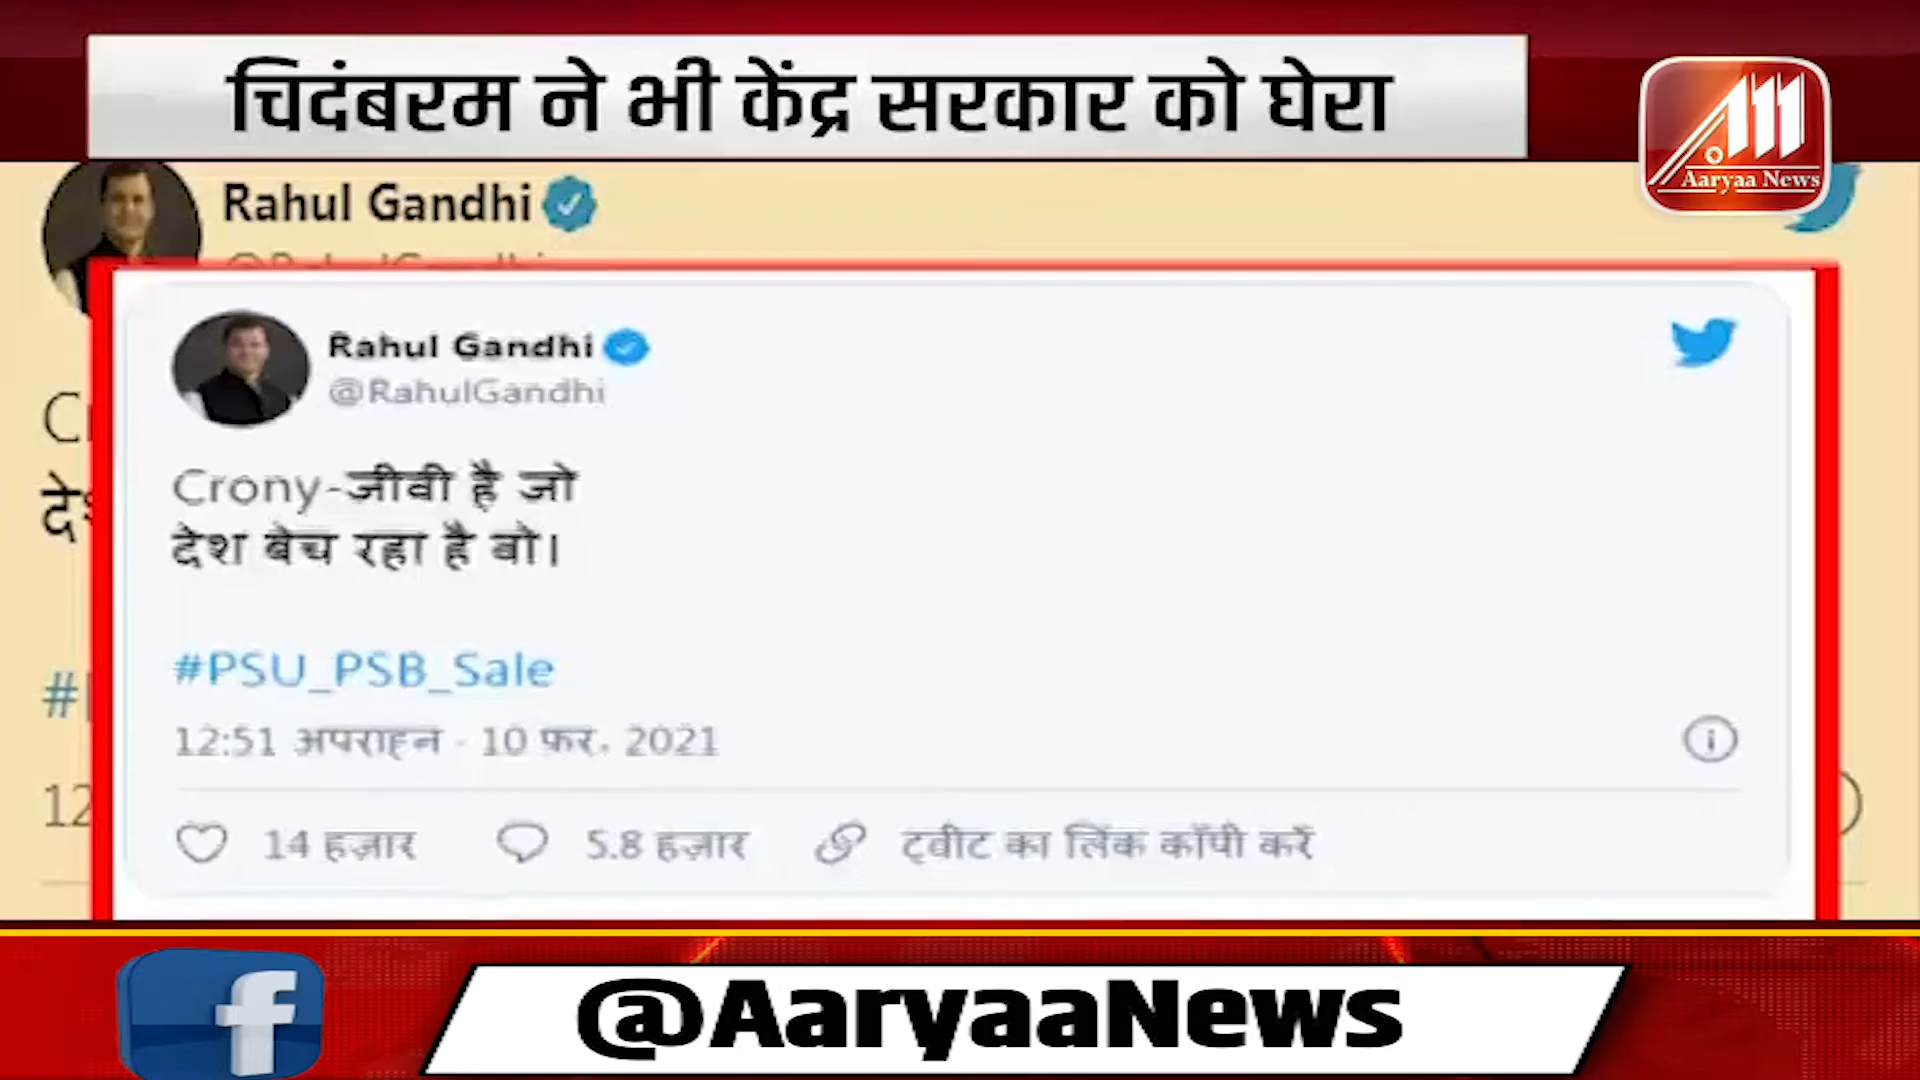 चिदंबरम ने भी केंद्र सरकार को घेरा
Aaryaa News
Rahul Gandhi
Rahul Gandhi
@RahulGandhi
Crony-जीवी है जो
देश बेच रहा है वो।
#PSU_PSB_Sale
12:51 अपराह्न · 10 फ़र॰ 2021
14 हज़ार
5.8 हज़ार
ट्वीट का लिंक कॉपी करें
@AaryaaNews